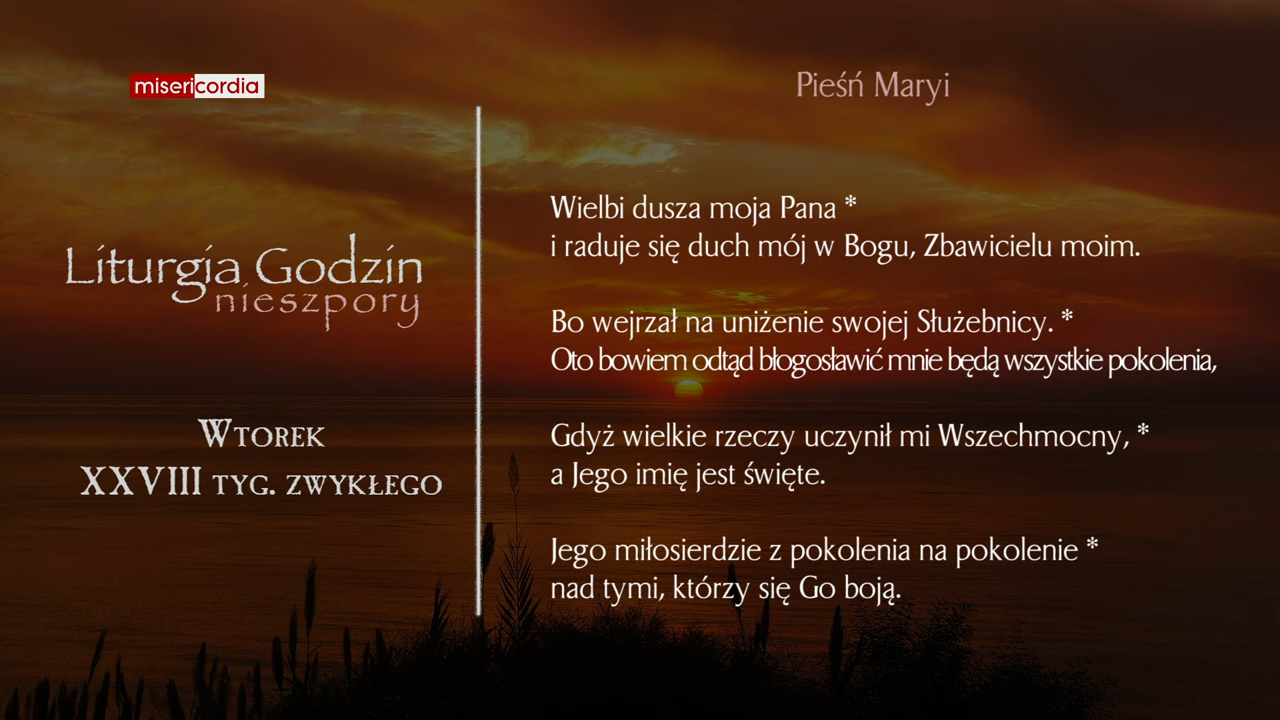 misericordia
Liturgia Godzin
nieszpory
Wtorek
XXVIII tyg. zwykłego
Pieśń Maryi
Wielbi dusza moja Pana *
i raduje się duch mój w Bogu, Zbawicielu moim.
Bo wejrzał na uniżenie swojej Służebnicy. *
Oto bowiem odtąd błogosławić mnie będą wszystkie pokolenia,
Gdyż wielkie rzeczy uczynił mi Wszechmocny, *
a Jego imię jest święte.
Jego miłosierdzie z pokolenia na pokolenie *
nad tymi, którzy się Go boją.